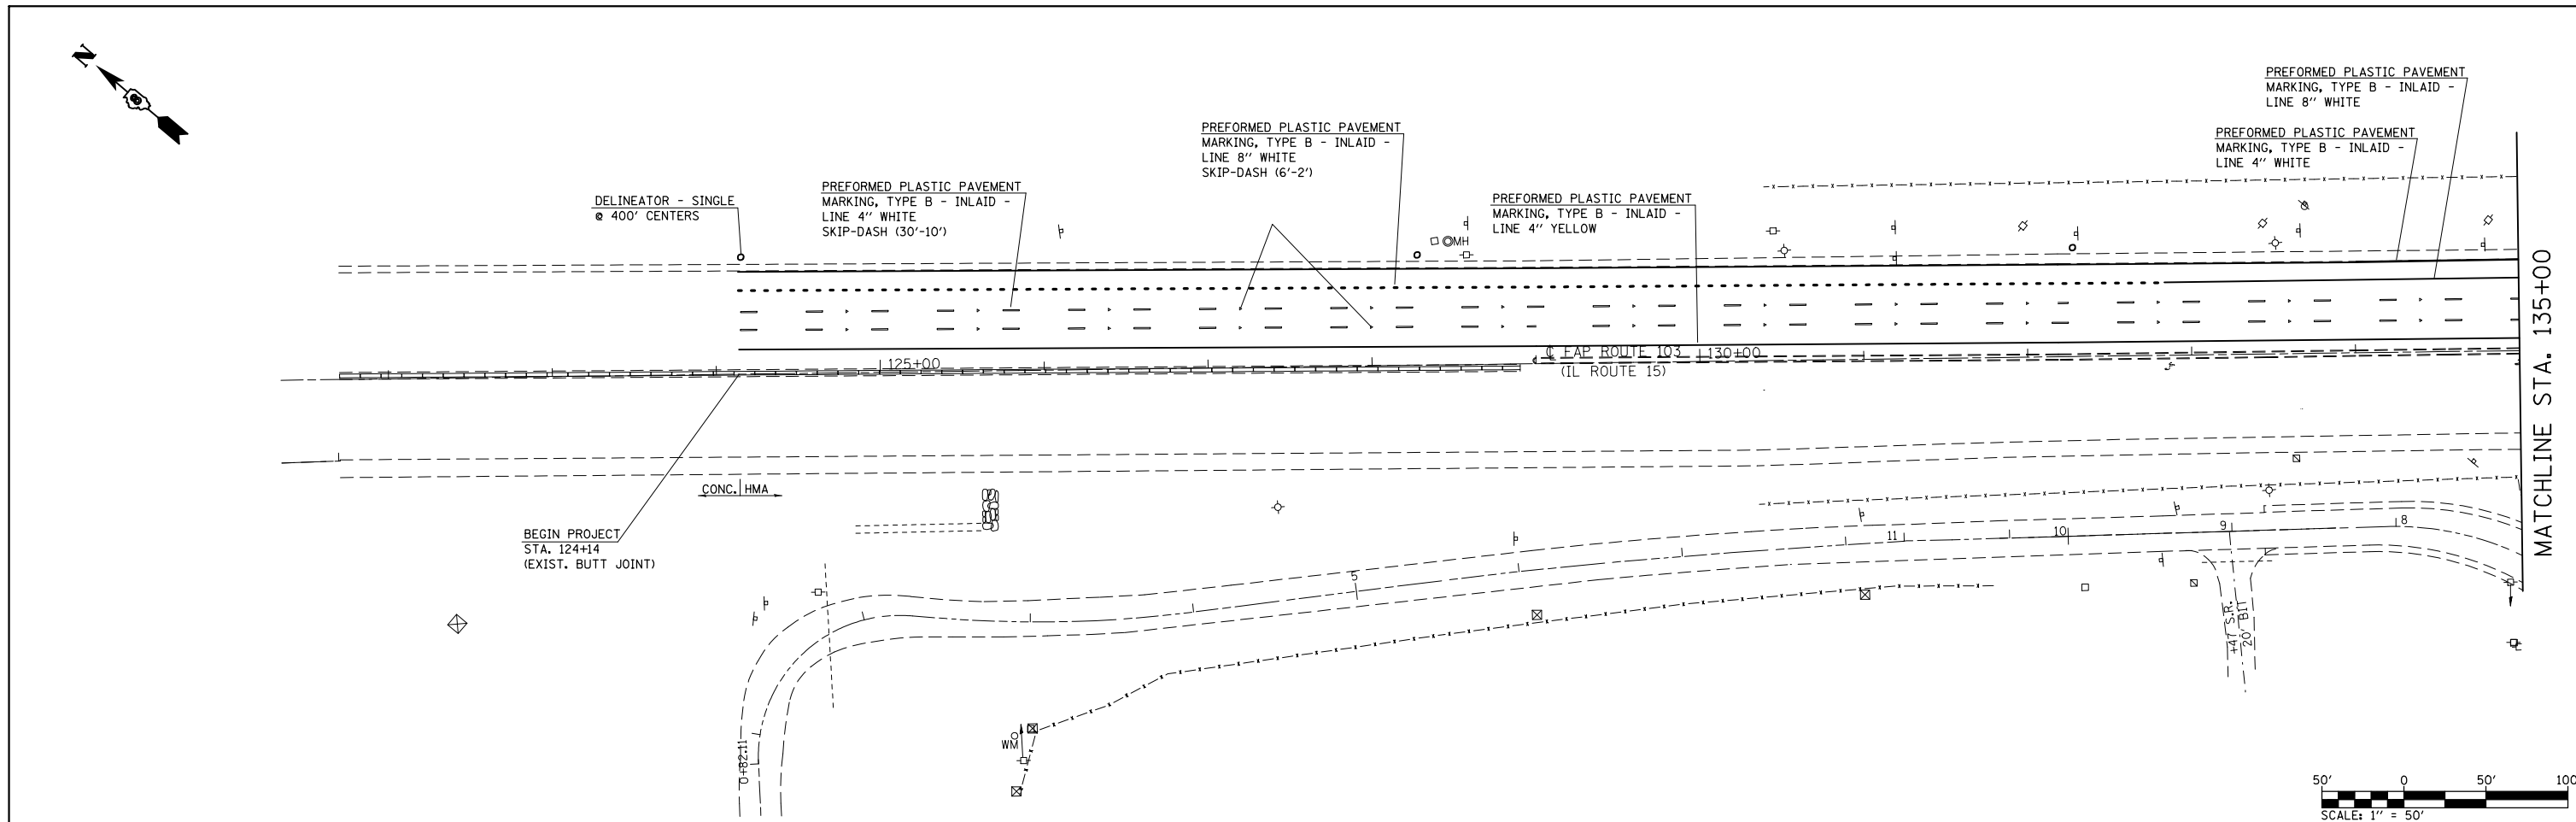 N
PREFORMED PLASTIC PAVEMENT
MARKING, TYPE B - INLAID -
LINE 8" WHITE
PREFORMED PLASTIC PAVEMENT
MARKING, TYPE B - INLAID -
LINE 8" WHITE
SKIP-DASH (6'-2')
PREFORMED PLASTIC PAVEMENT
MARKING, TYPE B - INLAID -
LINE 4" WHITE
DELINEATOR - SINGLE
@ 400' CENTERS
PREFORMED PLASTIC PAVEMENT
MARKING, TYPE B - INLAID -
LINE 4" WHITE
SKIP-DASH (30'-10')
PREFORMED PLASTIC PAVEMENT
MARKING, TYPE B - INLAID -
LINE 4" YELLOW
MH
125+00
℄ FAP ROUTE 103
(IL ROUTE 15)
130+00
MATCHLINE STA. 135+00
CONC. HMA
BEGIN PROJECT
STA. 124+14
(EXIST. BUTT JOINT)
11
10
9
8
5
+47 S.R.
20' BIT
0+82.11
WM
50' 0 50' 100
SCALE: 1" = 50'